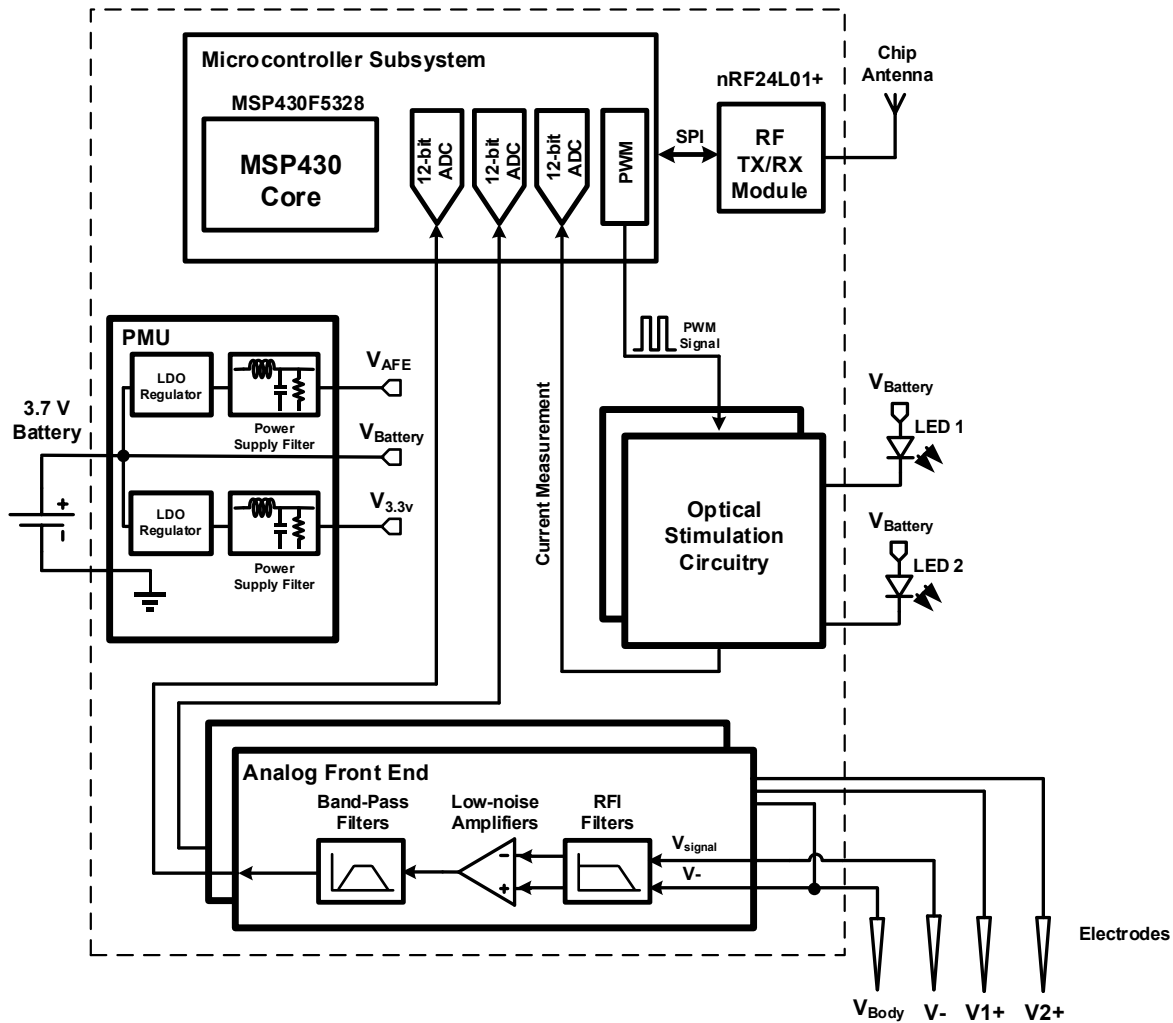 Microcontroller Subsystem
MSP430F5328
MSP430
Core
12-bit
ADC
12-bit
ADC
12-bit
ADC
PWM
SPI
nRF24L01+
RF
TX/RX
Module
Chip
Antenna
PWM
Signal
PMU
LDO
Regulator
Power
Supply Filter
VAFE
3.7 V
Battery
+
-
VBattery
LDO
Regulator
Power
Supply Filter
V3.3v
Current Measurement
Optical
Stimulation
Circuitry
VBattery
LED 1
VBattery
LED 2
Analog Front End
Band-Pass
Filters
Low-noise
Amplifiers
RFI
Filters
-
+
Vsignal
V-
Electrodes
VBody
V-
V1+
V2+